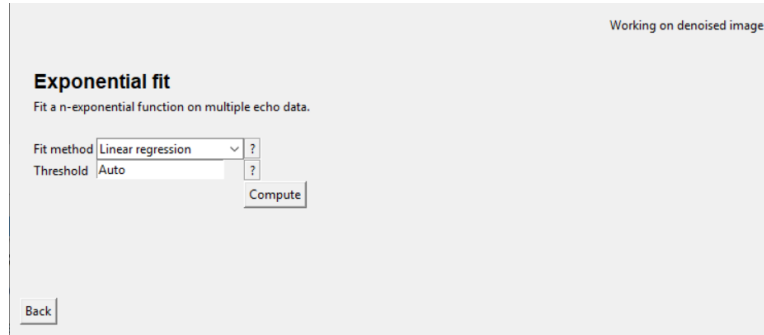 Working on denoised image
Exponential fit
Fit a n-exponential function on multiple echo data.
Fit method Linear regression ?
Threshold Auto ?
Compute
Back